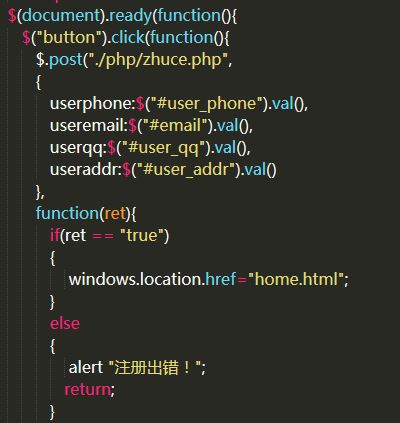 $(document).ready(function(){
$("button").click(function(){
$.post("./php/zhuce.php",
{
userphone:$("#user_phone").val(),
useremail:$("#email").val(),
userqq:$("#user_qq").val(),
useraddr:$("#user_addr").val()
},
function(ret){
if(ret == "true")
{
windows.location.href="home.html";
}
else
{
alert "注册出错！";
return;
}